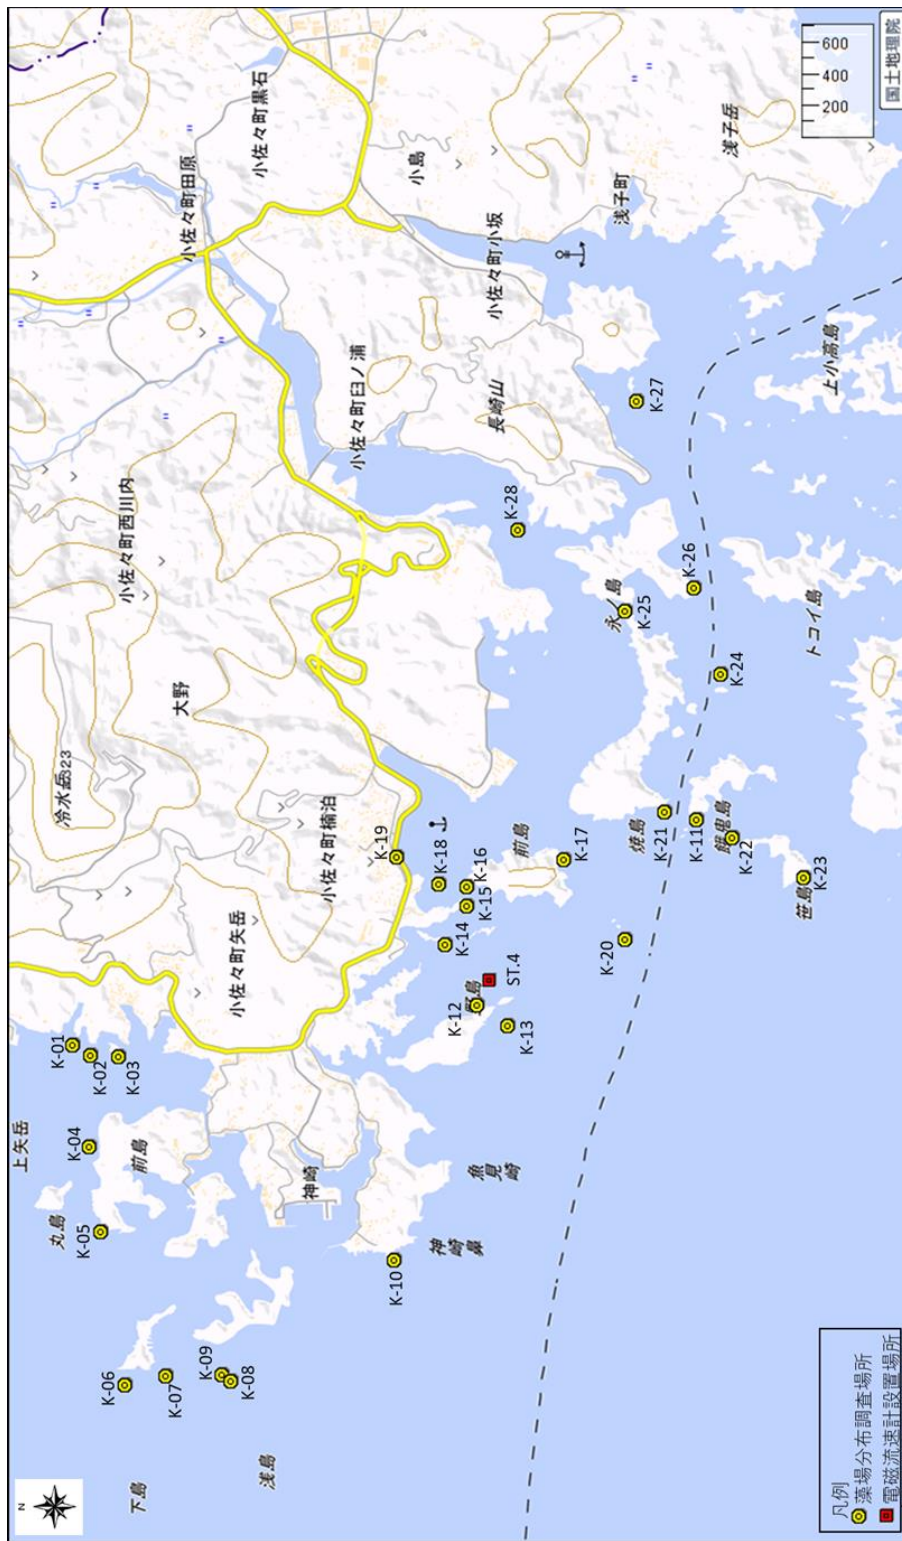 N
上矢岳
丸島
前島
下島
浅島
神崎
神崎鼻
魚見崎
小佐々町矢岳
小佐々町楠泊
冷水岳
323
大野
小佐々町西川内
小佐々町田原
小佐々町黒石
小佐々町臼ノ浦
小島
小佐々町小坂
長崎山
浅子町
浅子岳
上小高島
トコイ島
永ノ島
前島
焼島
餓鬼島
笹島
野島
K-01
K-02
K-03
K-04
K-05
K-06
K-07
K-08
K-09
K-10
K-11
K-12
K-13
K-14
K-15
K-16
K-17
K-18
K-19
K-20
K-21
K-22
K-23
K-24
K-25
K-26
K-27
K-28
ST.4
凡例
藻場分布調査場所
電磁流速計設置場所
200
400
600
国土地理院